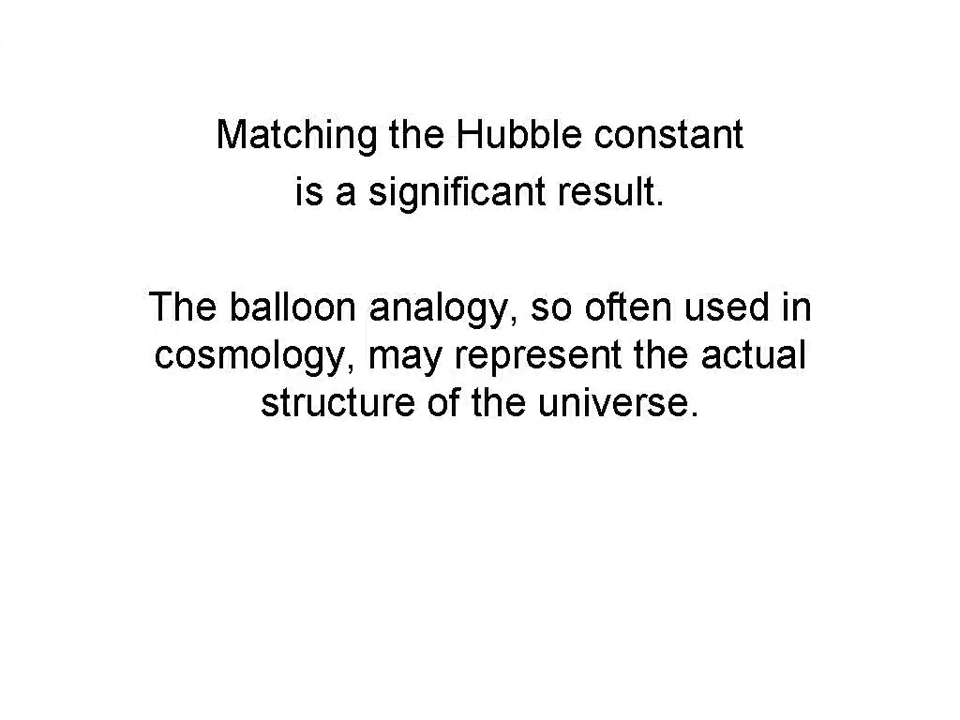 Matching the Hubble constant
is a significant result.
The balloon analogy, so often used in
cosmology, may represent the actual
structure of the universe.